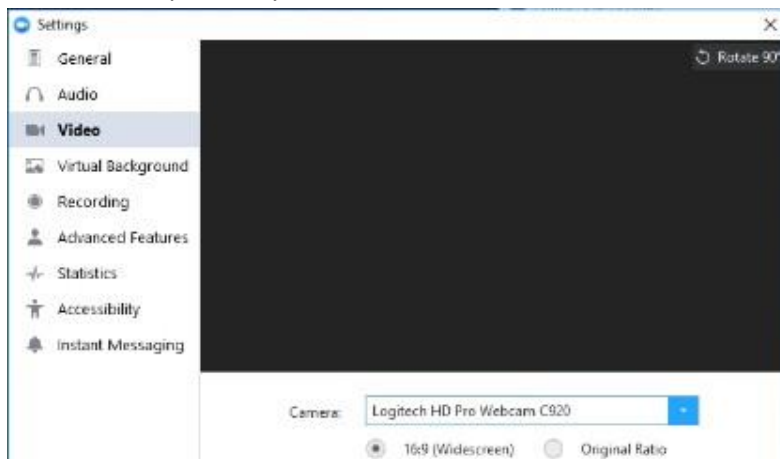 Settings
Rotate 90°
General
Audio
Video
Virtual Background
Recording
Advanced Features
Statistics
Accessibility
Instant Messaging
Camera:
Logitech HD Pro Webcam C920
16:9 (Widescreen)
Original Ratio